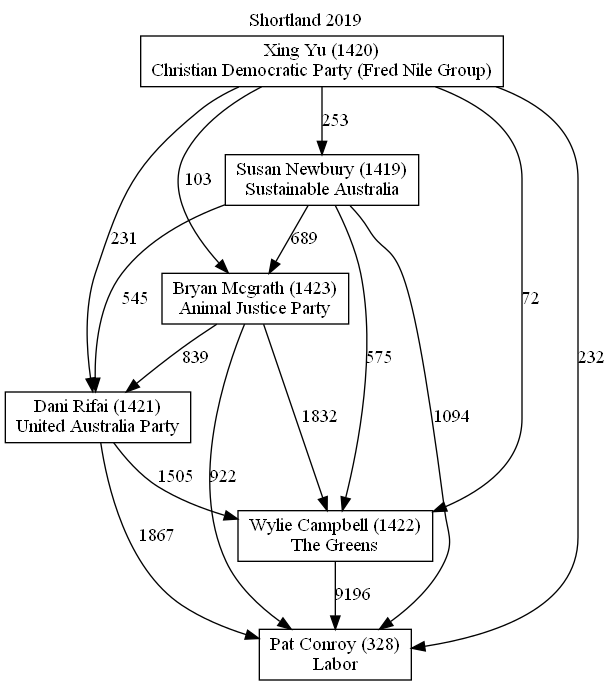 Shortland 2019
Xing Yu (1420)
Christian Democratic Party (Fred Nile Group)
253
Susan Newbury (1419)
Sustainable Australia
103
231
689
545
72
Bryan Mcgrath (1423)
Animal Justice Party
839
575
232
Dani Rifai (1421)
United Australia Party
1832
1094
1505
922
Wylie Campbell (1422)
The Greens
1867
9196
Pat Conroy (328)
Labor